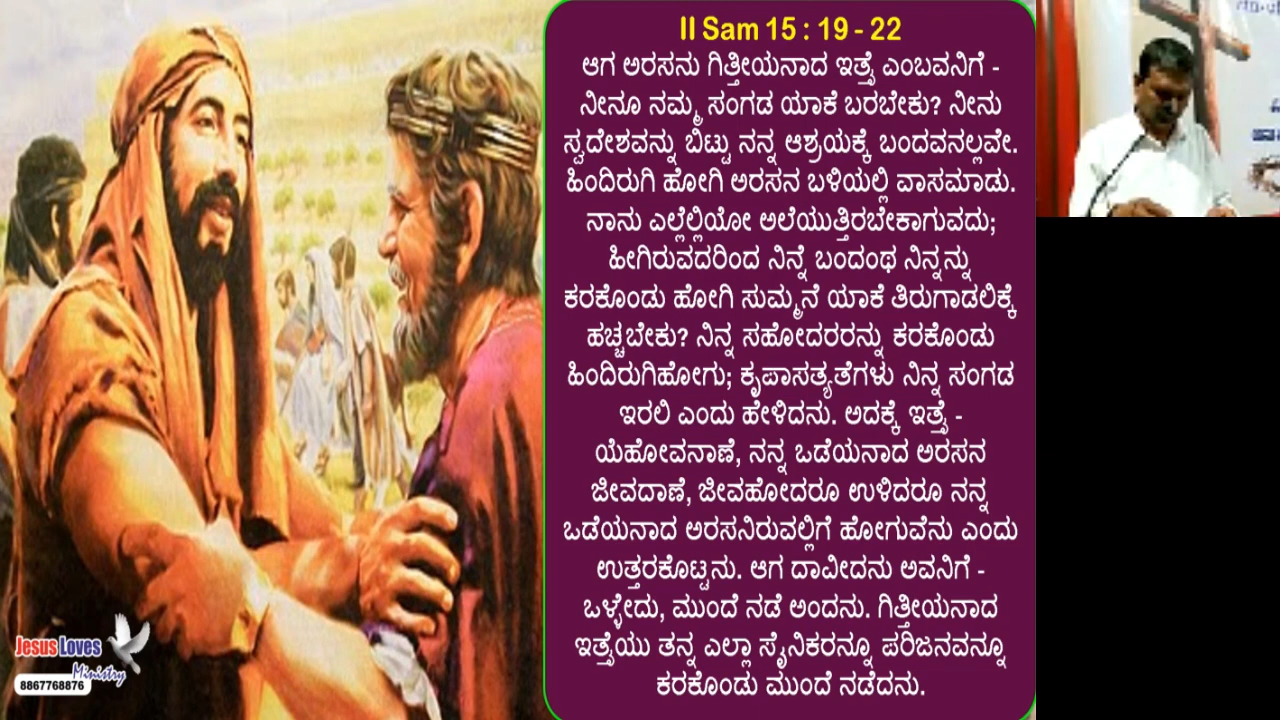 II Sam 15 : 19 - 22
ಆಗ ಅರಸನು ಗಿತ್ತೀಯನಾದ ಇತ್ತೈ ಎಂಬವನಿಗೆ -
ನೀನೂ ನಮ್ಮ ಸಂಗಡ ಯಾಕೆ ಬರಬೇಕು? ನೀನು
ಸ್ವದೇಶವನ್ನು ಬಿಟ್ಟು ನನ್ನ ಆಶ್ರಯಕ್ಕೆ ಬಂದವನಲ್ಲವೇ.
ಹಿಂದಿರುಗಿ ಹೋಗಿ ಅರಸನ ಬಳಿಯಲ್ಲಿ ವಾಸಮಾಡು.
ನಾನು ಎಲ್ಲೆಲ್ಲಿಯೋ ಅಲೆಯುತ್ತಿರಬೇಕಾಗುವದು;
ಹೀಗಿರುವದರಿಂದ ನಿನ್ನೆ ಬಂದಂಥ ನಿನ್ನನ್ನು
ಕರಕೊಂಡು ಹೋಗಿ ಸುಮ್ಮನೆ ಯಾಕೆ ತಿರುಗಾಡಲಿಕ್ಕೆ
ಹಚ್ಚಬೇಕು? ನಿನ್ನ ಸಹೋದರರನ್ನು ಕರಕೊಂಡು
ಹಿಂದಿರುಗಿಹೋಗು; ಕೃಪಾಸತ್ಯತೆಗಳು ನಿನ್ನ ಸಂಗಡ
ಇರಲಿ ಎಂದು ಹೇಳಿದನು. ಅದಕ್ಕೆ ಇತ್ತೈ -
ಯೆಹೋವನಾಣೆ, ನನ್ನ ಒಡೆಯನಾದ ಅರಸನ
ಜೀವದಾಣೆ, ಜೀವಹೋದರೂ ಉಳಿದರೂ ನನ್ನ
ಒಡೆಯನಾದ ಅರಸನಿರುವಲ್ಲಿಗೆ ಹೋಗುವೆನು ಎಂದು
ಉತ್ತರಕೊಟ್ಟನು. ಆಗ ದಾವೀದನು ಅವನಿಗೆ -
ಒಳ್ಳೇದು, ಮುಂದೆ ನಡೆ ಅಂದನು. ಗಿತ್ತೀಯನಾದ
ಇತ್ತೈಯು ತನ್ನ ಎಲ್ಲಾ ಸೈನಿಕರನ್ನೂ ಪರಿಜನವನ್ನೂ
ಕರಕೊಂಡು ಮುಂದೆ ನಡೆದನು.
Jesus Loves
Ministry
8867768876